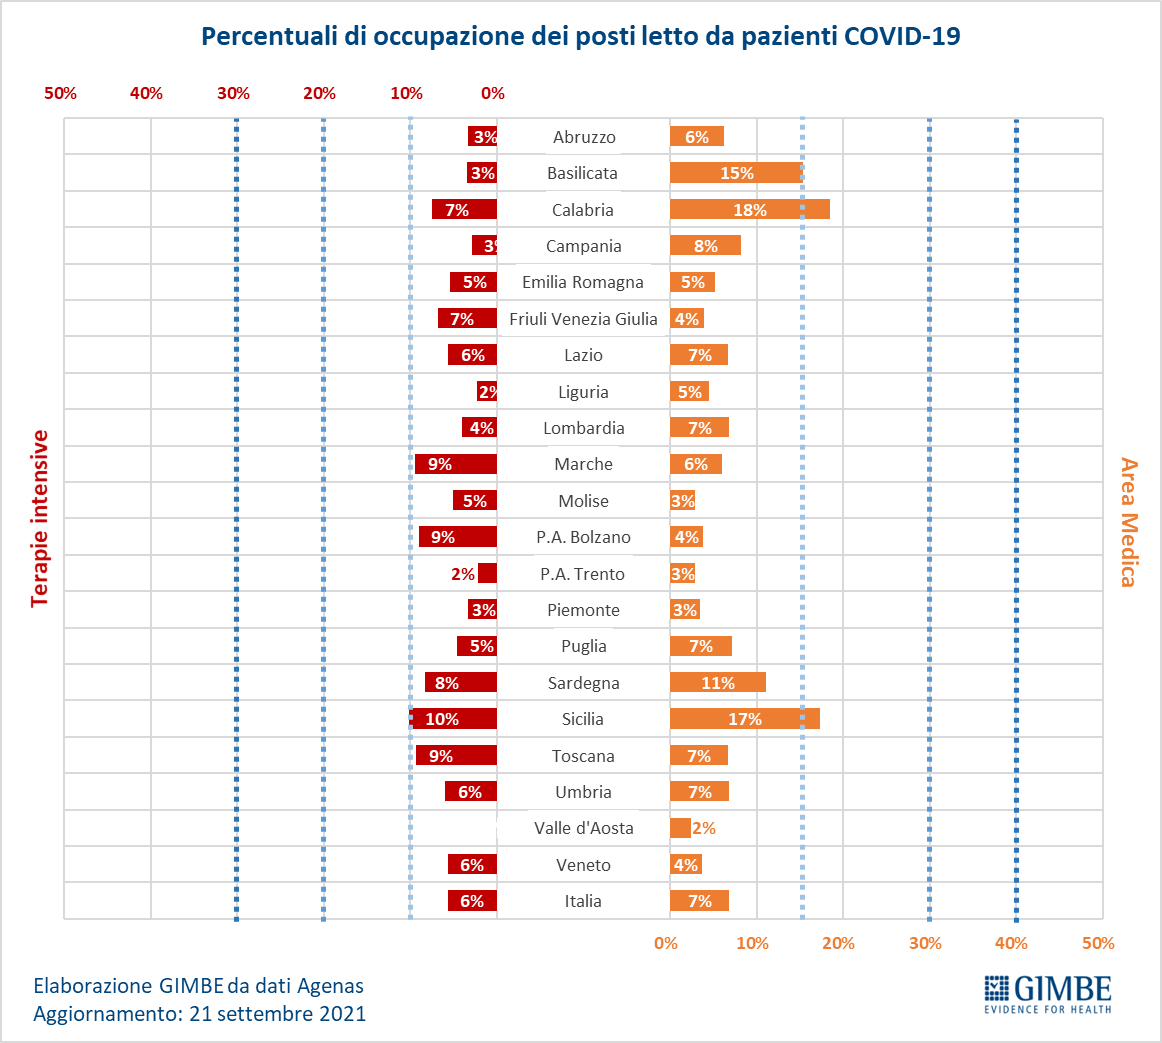 Percentuali di occupazione dei posti letto da pazienti COVID-19
50% 40% 30% 20% 10% 0%
3% Abruzzo 6%
3% Basilicata 15%
7% Calabria 18%
3% Campania 8%
5% Emilia Romagna 5%
7% Friuli Venezia Giulia 4%
6% Lazio 7%
2% Liguria 5%
4% Lombardia 7%
9% Marche 6%
5% Molise 3%
9% P.A. Bolzano 4%
2% P.A. Trento 3%
3% Piemonte 3%
5% Puglia 7%
8% Sardegna 11%
10% Sicilia 17%
9% Toscana 7%
6% Umbria 7%
Valle d'Aosta 2%
6% Veneto 4%
6% Italia 7%
Terapie intensive
Area Medica
0% 10% 20% 30% 40% 50%
Elaborazione GIMBE da dati Agenas
Aggiornamento: 21 settembre 2021
GIMBE
EVIDENCE FOR HEALTH